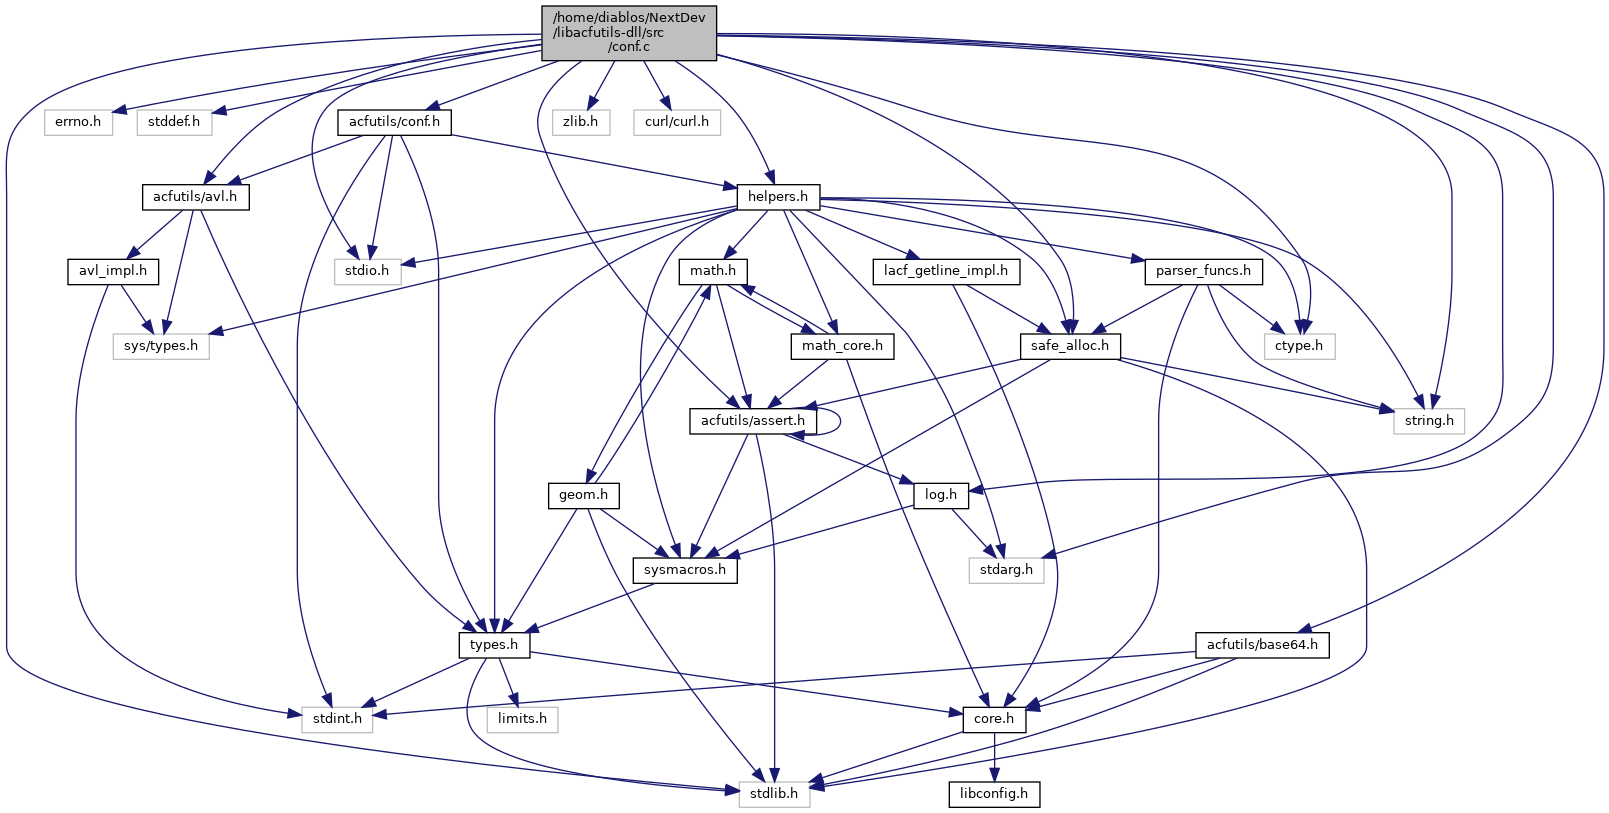 /home/diablos/NextDev
/libacfutils-dll/src
/conf.c
errno.h
stddef.h
acfutils/conf.h
zlib.h
curl/curl.h
acfutils/avl.h
helpers.h
avl_impl.h
stdio.h
math.h
lacf_getline_impl.h
parser_funcs.h
sys/types.h
math_core.h
safe_alloc.h
ctype.h
acfutils/assert.h
string.h
geom.h
log.h
sysmacros.h
stdarg.h
types.h
acfutils/base64.h
stdint.h
limits.h
core.h
stdlib.h
libconfig.h